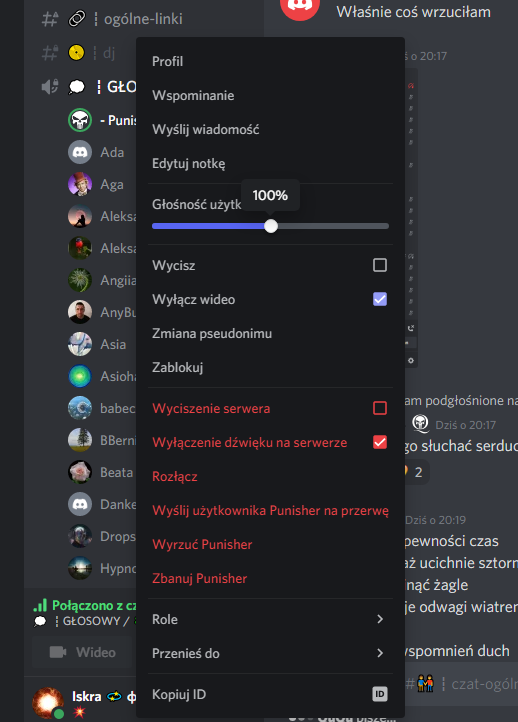 ogólne-linki
dj
Właśnie coś wrzuciłam
GŁO
- Punis
Ada
Aga
Aleksa
Aleksa
Angiia
AnyBu
Asia
Asioha
babec
BBerni
Beata
Danke
Drops
Hypno
Połączono z cz
GŁOSOWY /
Wideo
Iskra
Profil
Wspominanie
Wyślij wiadomość
Edytuj notkę
Głośność użytk
100%
Wycisz
Wyłącz wideo
Zmiana pseudonimu
Zablokuj
Wyciszenie serwera
Wyłączenie dźwięku na serwerze
Rozłącz
Wyślij użytkownika Punisher na przerwę
Wyrzuć Punisher
Zbanuj Punisher
Role
Przenieś do
Kopiuj ID
ID
ś o 20:17
am podgłośnione na
Dziś o 20:17
go słuchać serduc
2
Dziś o 20:19
pewności czas
aż ucichnie sztorm
inąć żagle
je odwagi wiatrem
wspomnień duch
# czat-ogóln
GaGa pisze...